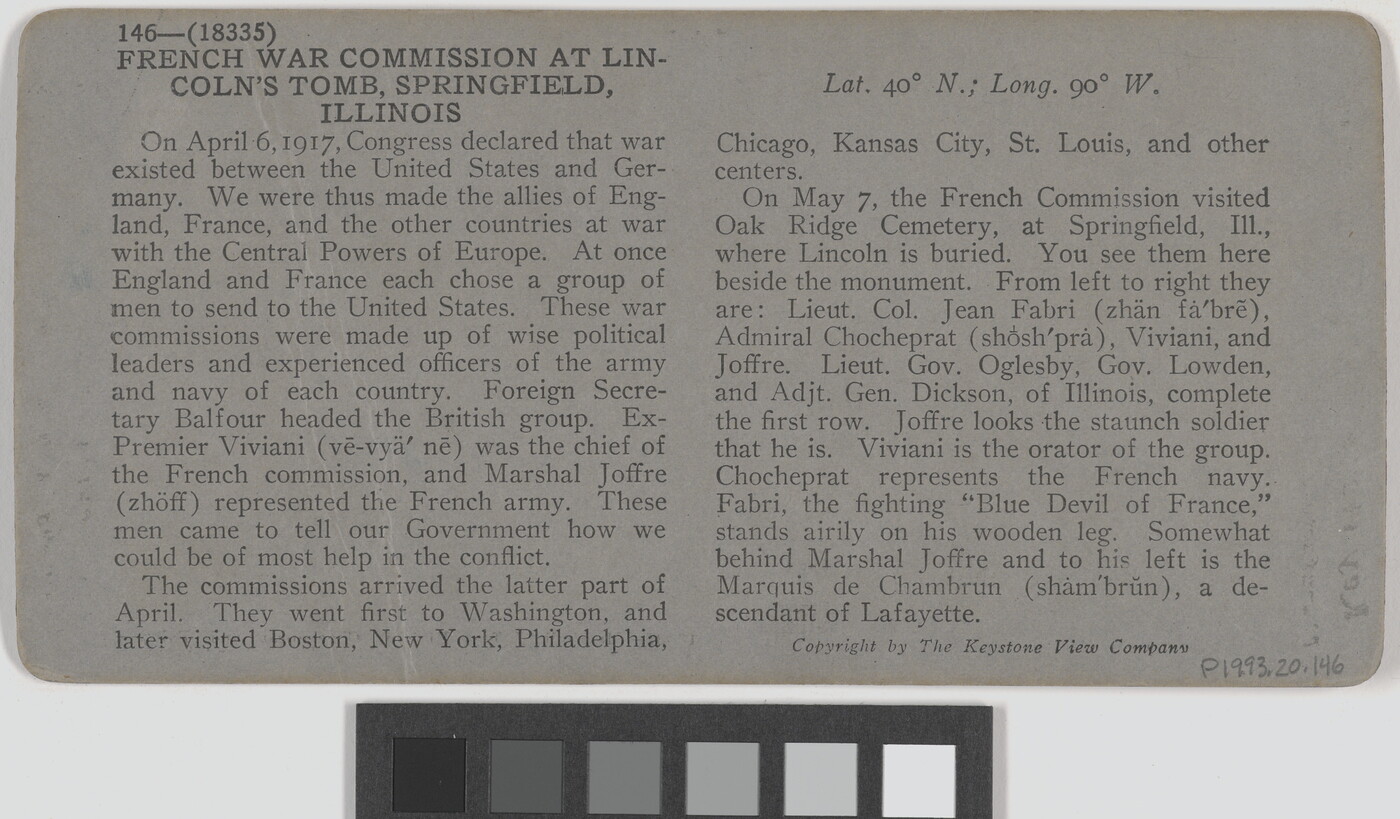 146—(18335)
FRENCH WAR COMMISSION AT LIN-
COLN'S TOMB, SPRINGFIELD,
ILLINOIS
On April 6, 1917, Congress declared that war
existed between the United States and Ger-
many. We were thus made the allies of Eng-
land, France, and the other countries at war
with the Central Powers of Europe. At once
England and France each chose a group of
men to send to the United States. These war
commissions were made up of wise political
leaders and experienced officers of the army
and navy of each country. Foreign Secre-
tary Balfour headed the British group. Ex-
Premier Viviani (vē-vyä′ nē) was the chief of
the French commission, and Marshal Joffre
(zhöff) represented the French army. These
men came to tell our Government how we
could be of most help in the conflict.
The commissions arrived the latter part of
April. They went first to Washington, and
later visited Boston, New York, Philadelphia,
Lat. 40° N.; Long. 90° W.
Chicago, Kansas City, St. Louis, and other
centers.
On May 7, the French Commission visited
Oak Ridge Cemetery, at Springfield, Ill.,
where Lincoln is buried. You see them here
beside the monument. From left to right they
are: Lieut. Col. Jean Fabri (zhän fȧ′brẽ),
Admiral Chocheprat (shŏsh′prȧ), Viviani, and
Joffre. Lieut. Gov. Oglesby, Gov. Lowden,
and Adjt. Gen. Dickson, of Illinois, complete
the first row. Joffre looks the staunch soldier
that he is. Viviani is the orator of the group.
Chocheprat represents the French navy.
Fabri, the fighting “Blue Devil of France,”
stands airily on his wooden leg. Somewhat
behind Marshal Joffre and to his left is the
Marquis de Chambrun (shȧm′brŭn), a de-
scendant of Lafayette.
Copyright by The Keystone View Company
P1993.20.146